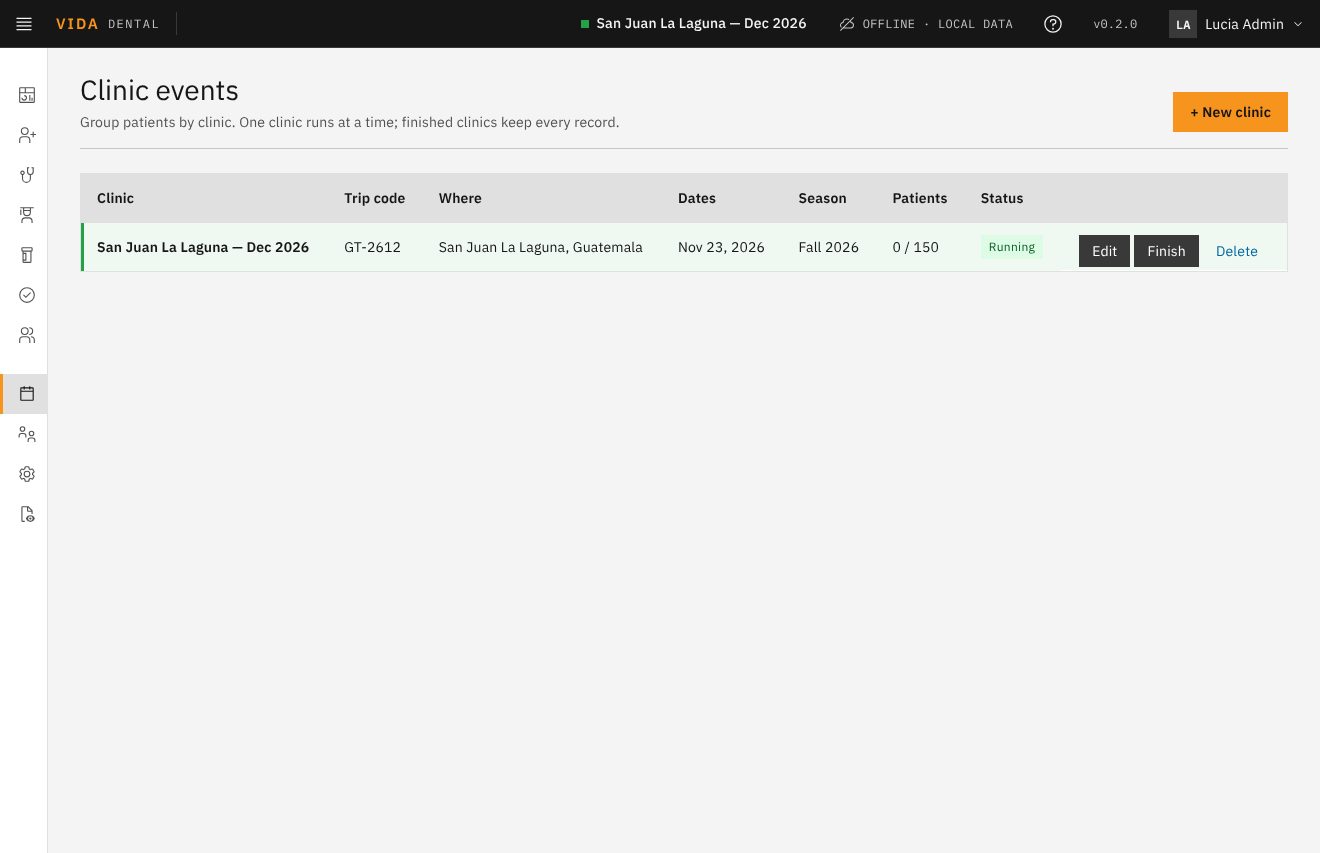 VIDA DENTAL
San Juan La Laguna — Dec 2026
OFFLINE · LOCAL DATA
v0.2.0
LA
Lucia Admin
Clinic events
Group patients by clinic. One clinic runs at a time; finished clinics keep every record.
+ New clinic
Clinic Trip code Where Dates Season Patients Status
San Juan La Laguna — Dec 2026 GT-2612 San Juan La Laguna, Guatemala Nov 23, 2026 Fall 2026 0 / 150 Running Edit Finish Delete